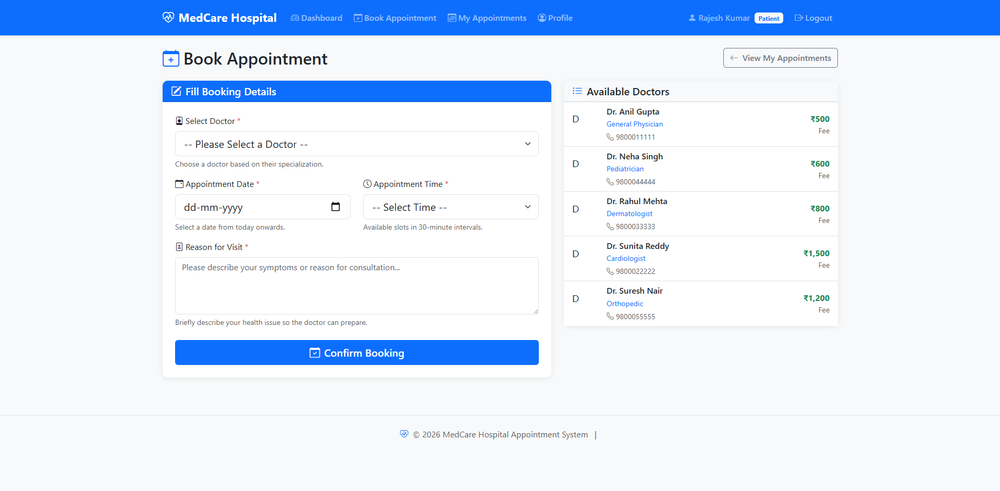 MedCare Hospital
Dashboard
Book Appointment
My Appointments
Profile
Rajesh Kumar
Patient
Logout
Book Appointment
View My Appointments
Fill Booking Details
Select Doctor *
-- Please Select a Doctor --
Choose a doctor based on their specialization.
Appointment Date *
dd-mm-yyyy
Select a date from today onwards.
Appointment Time *
-- Select Time --
Available slots in 30-minute intervals.
Reason for Visit *
Please describe your symptoms or reason for consultation...
Briefly describe your health issue so the doctor can prepare.
Confirm Booking
Available Doctors
D
Dr. Anil Gupta
General Physician
9800011111
₹500
Fee
D
Dr. Neha Singh
Pediatrician
9800044444
₹600
Fee
D
Dr. Rahul Mehta
Dermatologist
9800033333
₹800
Fee
D
Dr. Sunita Reddy
Cardiologist
9800022222
₹1,500
Fee
D
Dr. Suresh Nair
Orthopedic
9800055555
₹1,200
Fee
© 2026 MedCare Hospital Appointment System |